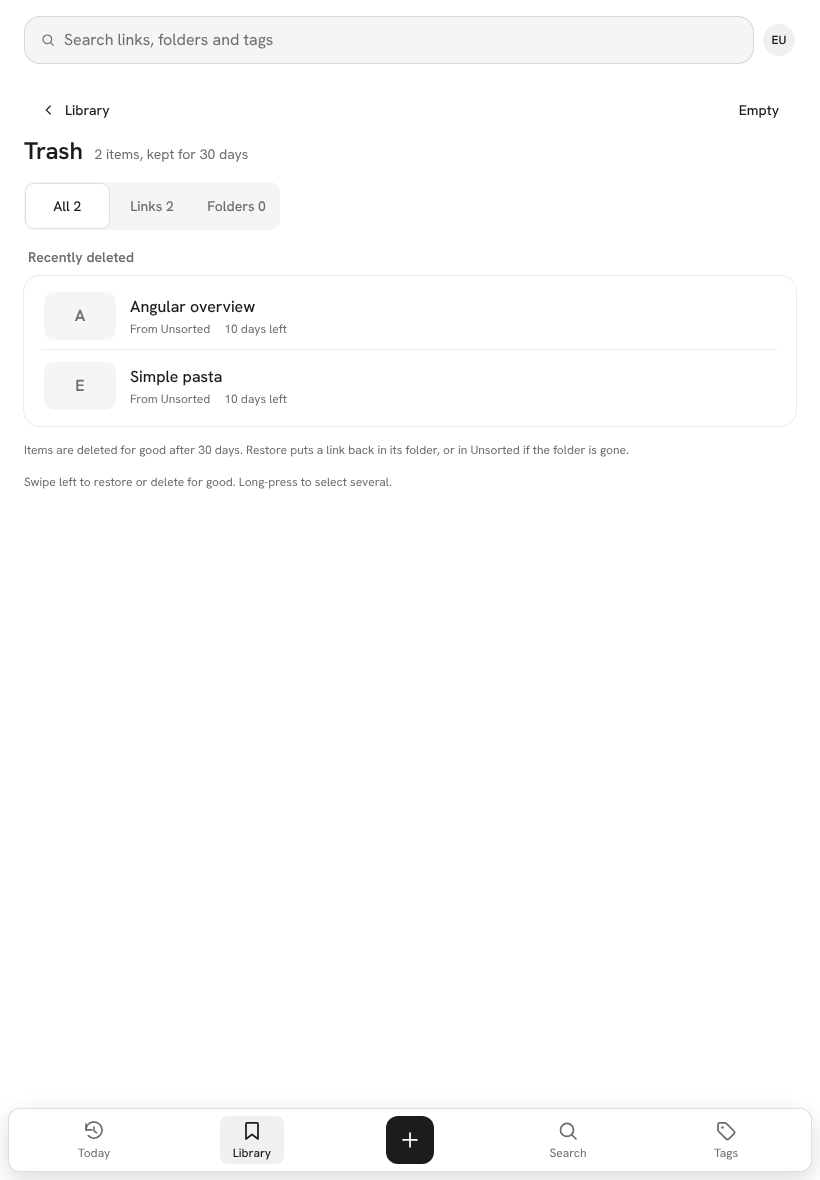 Search links, folders and tags
EU
Library
Empty
Trash 2 items, kept for 30 days
All 2 Links 2 Folders 0
Recently deleted
A
Angular overview
From Unsorted 10 days left
E
Simple pasta
From Unsorted 10 days left
Items are deleted for good after 30 days. Restore puts a link back in its folder, or in Unsorted if the folder is gone.
Swipe left to restore or delete for good. Long-press to select several.
Today Library Search Tags